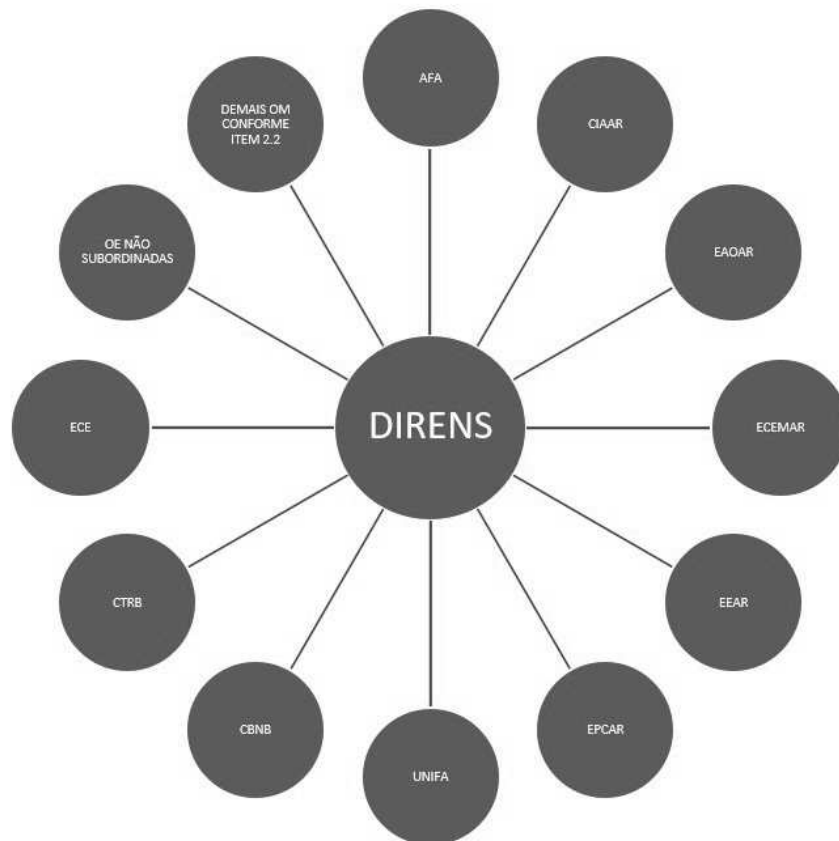 AFA
CIAAR
EAOAR
ECEMAR
EEAR
EPCAR
UNIFA
CBNB
CTRB
ECE
OE NÃO
SUBORDINADAS
DEMAIS OM
CONFORME
ITEM 2.2
DIRENS